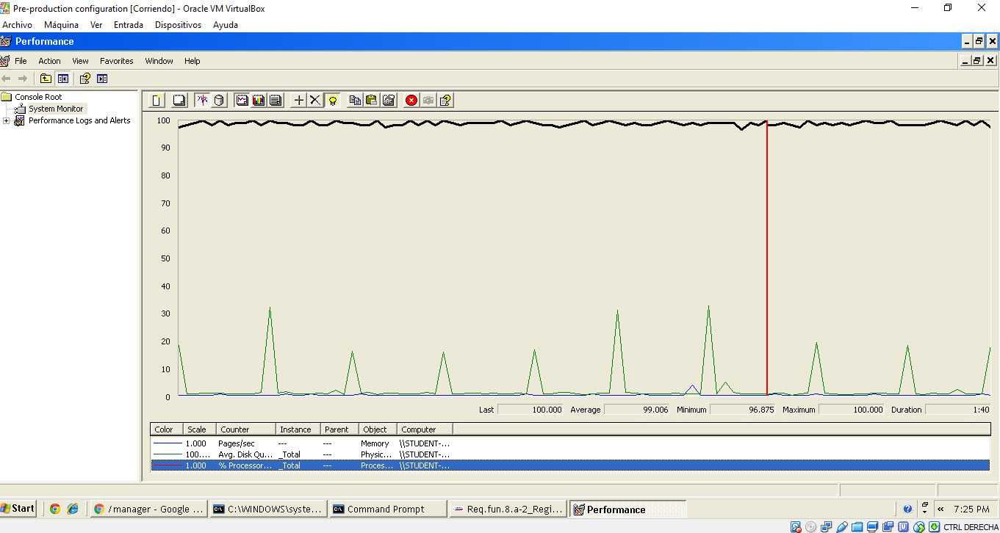 Pre-production configuration [Corriendo] - Oracle VM VirtualBox
Archivo Máquina Ver Entrada Dispositivos Ayuda
Performance
File Action View Favorites Window Help
Console Root
System Monitor
Performance Logs and Alerts
100
90
80
70
60
50
40
30
20
10
0
Last 100.000 Average 99.006 Minimum 96.875 Maximum 100.000 Duration 1:40
Color Scale Counter Instance Parent Object Computer
1.000 Pages/sec --- --- Memory \\STUDENT-...
100.... Avg. Disk Qu... _Total --- Physic... \\STUDENT-...
1.000 % Processor... _Total --- Proces... \\STUDENT-...
Start /manager - Google ... C:\WINDOWS\syste... Command Prompt Req.fun.8.a-2_Regi... Performance « 7:25 PM
CTRL DERECHA